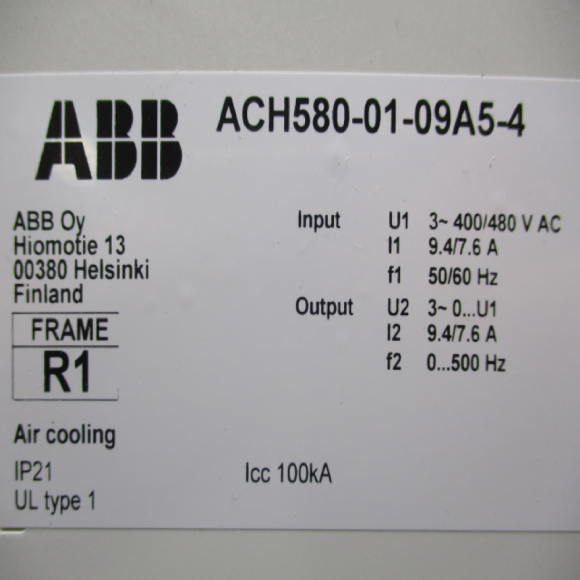 ABB ACH580-01-09A5-4
ABB Oy
Hiomotie 13
00380 Helsinki
Finland
FRAME
R1
Air cooling
IP21
UL type 1
Input U1 3~ 400/480 V AC
I1 9.4/7.6 A
f1 50/60 Hz
Output U2 3~ 0...U1
I2 9.4/7.6 A
f2 0...500 Hz
Icc 100kA